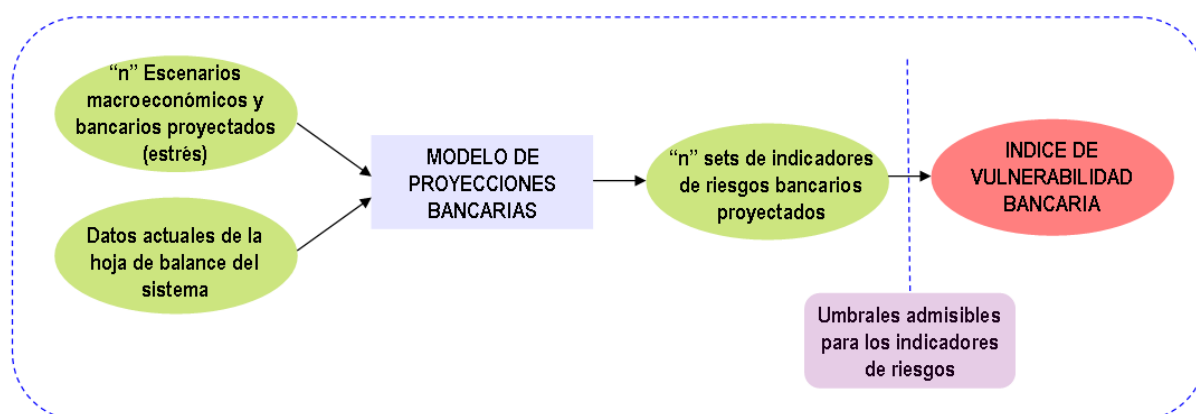 “n” Escenarios
macroeconómicos y
bancarios proyectados
(estrés)
Datos actuales de la
hoja de balance del
sistema
MODELO DE
PROYECCIONES
BANCARIAS
“n” sets de indicadores
de riesgos bancarios
proyectados
INDICE DE
VULNERABILIDAD
BANCARIA
Umbrales admisibles
para los indicadores
de riesgos